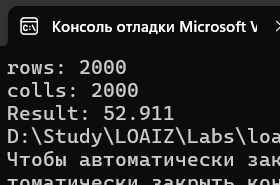 Консоль отладки Microsoft V
rows: 2000
colls: 2000
Result: 52.911
D:\Study\LOAIZ\Labs\loa
Чтобы автоматически зак
томатически закрыть кон